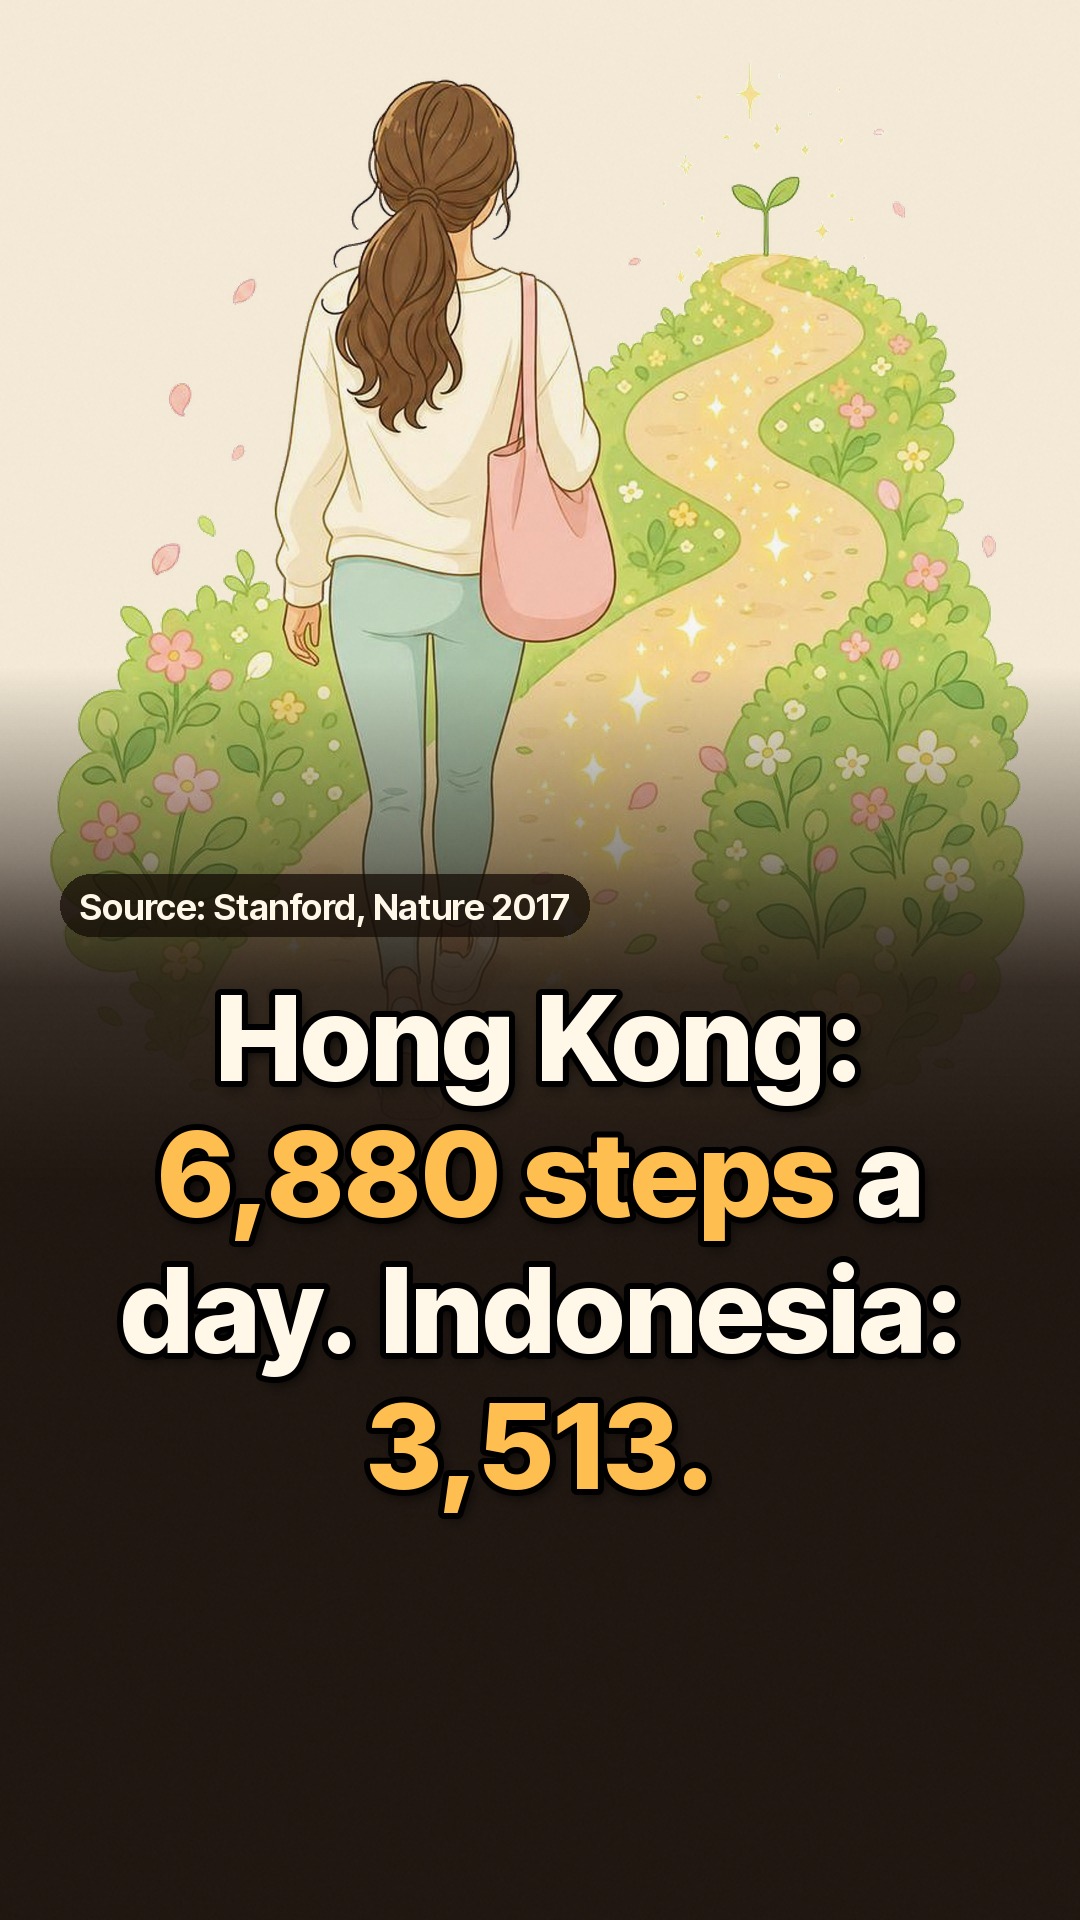 Source: Stanford, Nature 2017
Hong Kong:
6,880 steps a
day. Indonesia:
3,513.